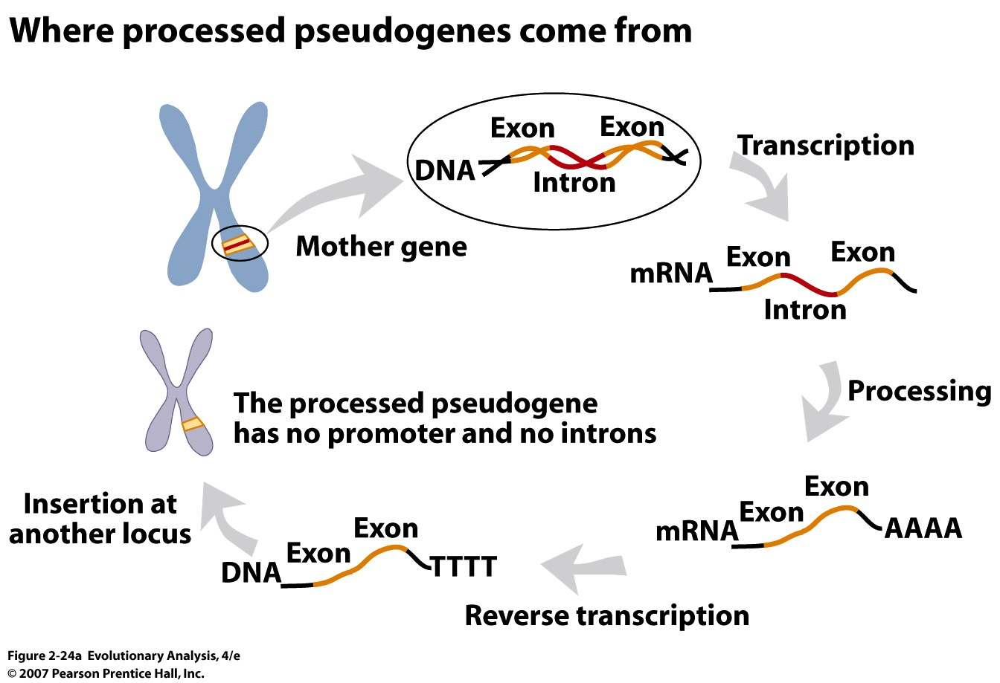 Where processed pseudogenes come from
Exon
Exon
DNA
Intron
Transcription
Mother gene
mRNA
Exon
Exon
Intron
Processing
The processed pseudogene
has no promoter and no introns
Exon
Exon
mRNA
AAAA
Insertion at
another locus
Exon
Exon
DNA
TTTT
Reverse transcription
Figure 2-24a Evolutionary Analysis, 4/e
© 2007 Pearson Prentice Hall, Inc.